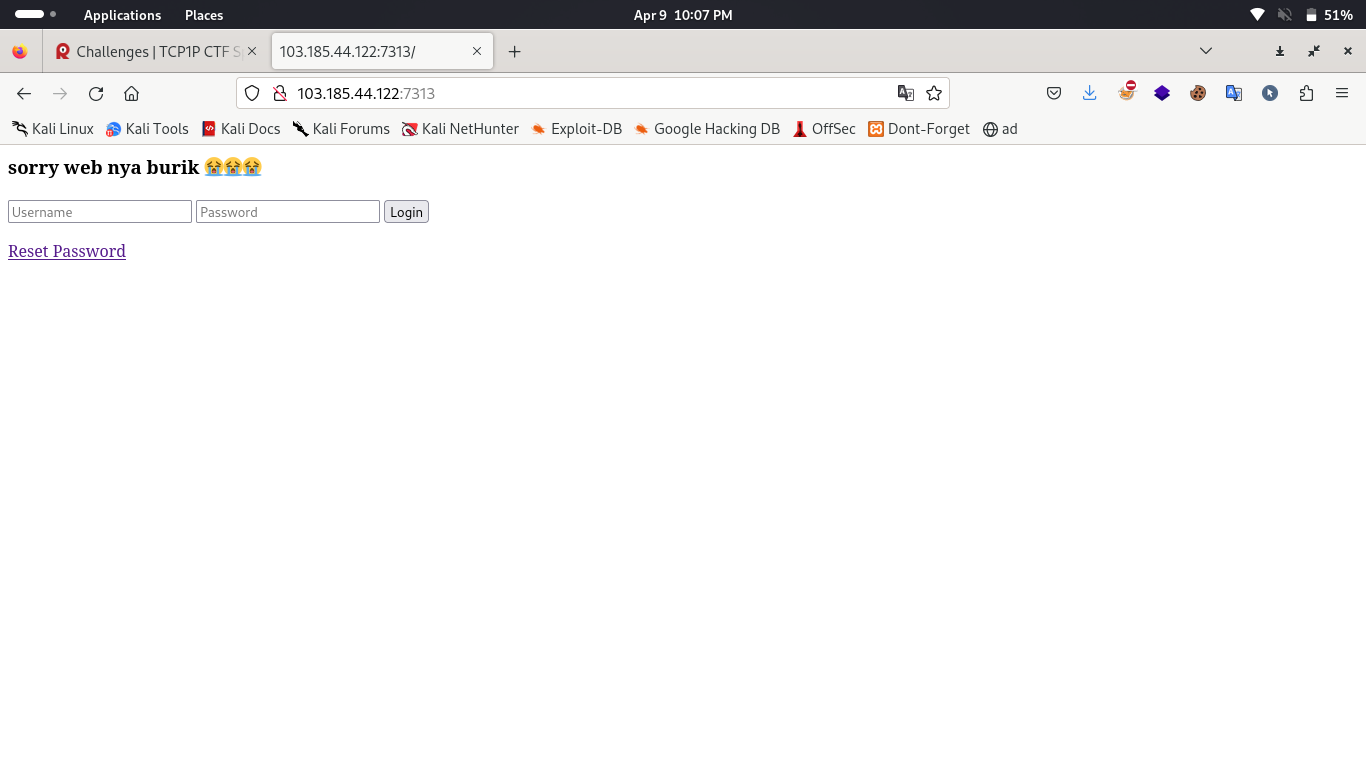 Applications Places Apr 9 10:07 PM 51%
Challenges | TCP1P CTF S 103.185.44.122:7313/
103.185.44.122:7313
Kali Linux Kali Tools Kali Docs Kali Forums Kali NetHunter Exploit-DB Google Hacking DB OffSec Dont-Forget ad
sorry web nya burik 😭😭😭
Username Password Login
Reset Password